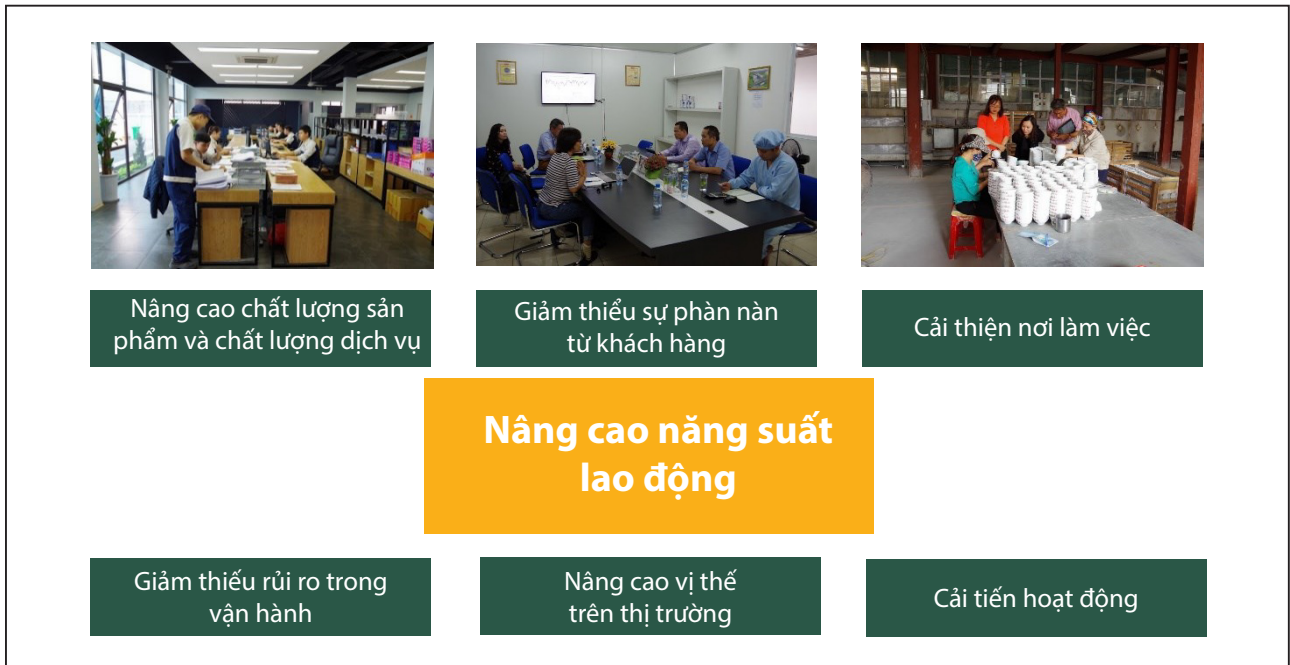 Nâng cao chất lượng sản
phẩm và chất lượng dịch vụ
Giảm thiểu sự phàn nàn
từ khách hàng
Cải thiện nơi làm việc
Nâng cao năng suất
lao động
Giảm thiếu rủi ro trong
vận hành
Nâng cao vị thế
trên thị trường
Cải tiến hoạt động